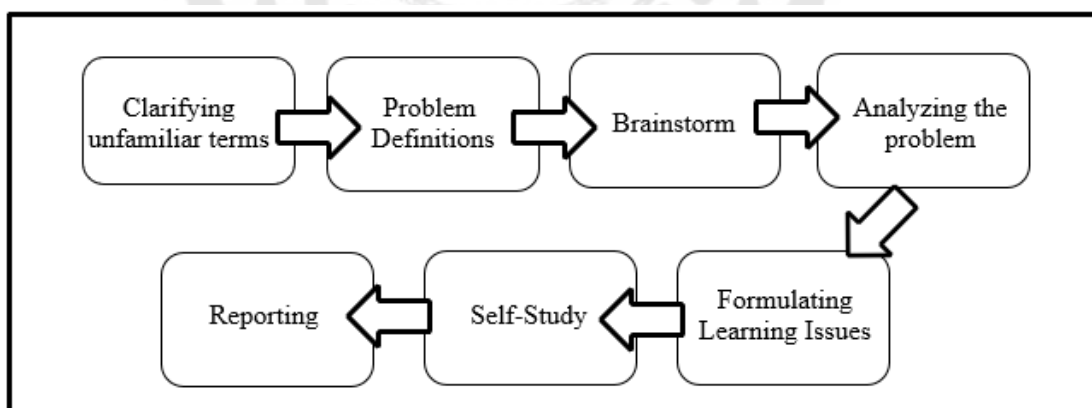 Clarifying
unfamiliar terms
Problem
Definitions
Brainstorm
Analyzing the
problem
Reporting
Self-Study
Formulating
Learning Issues